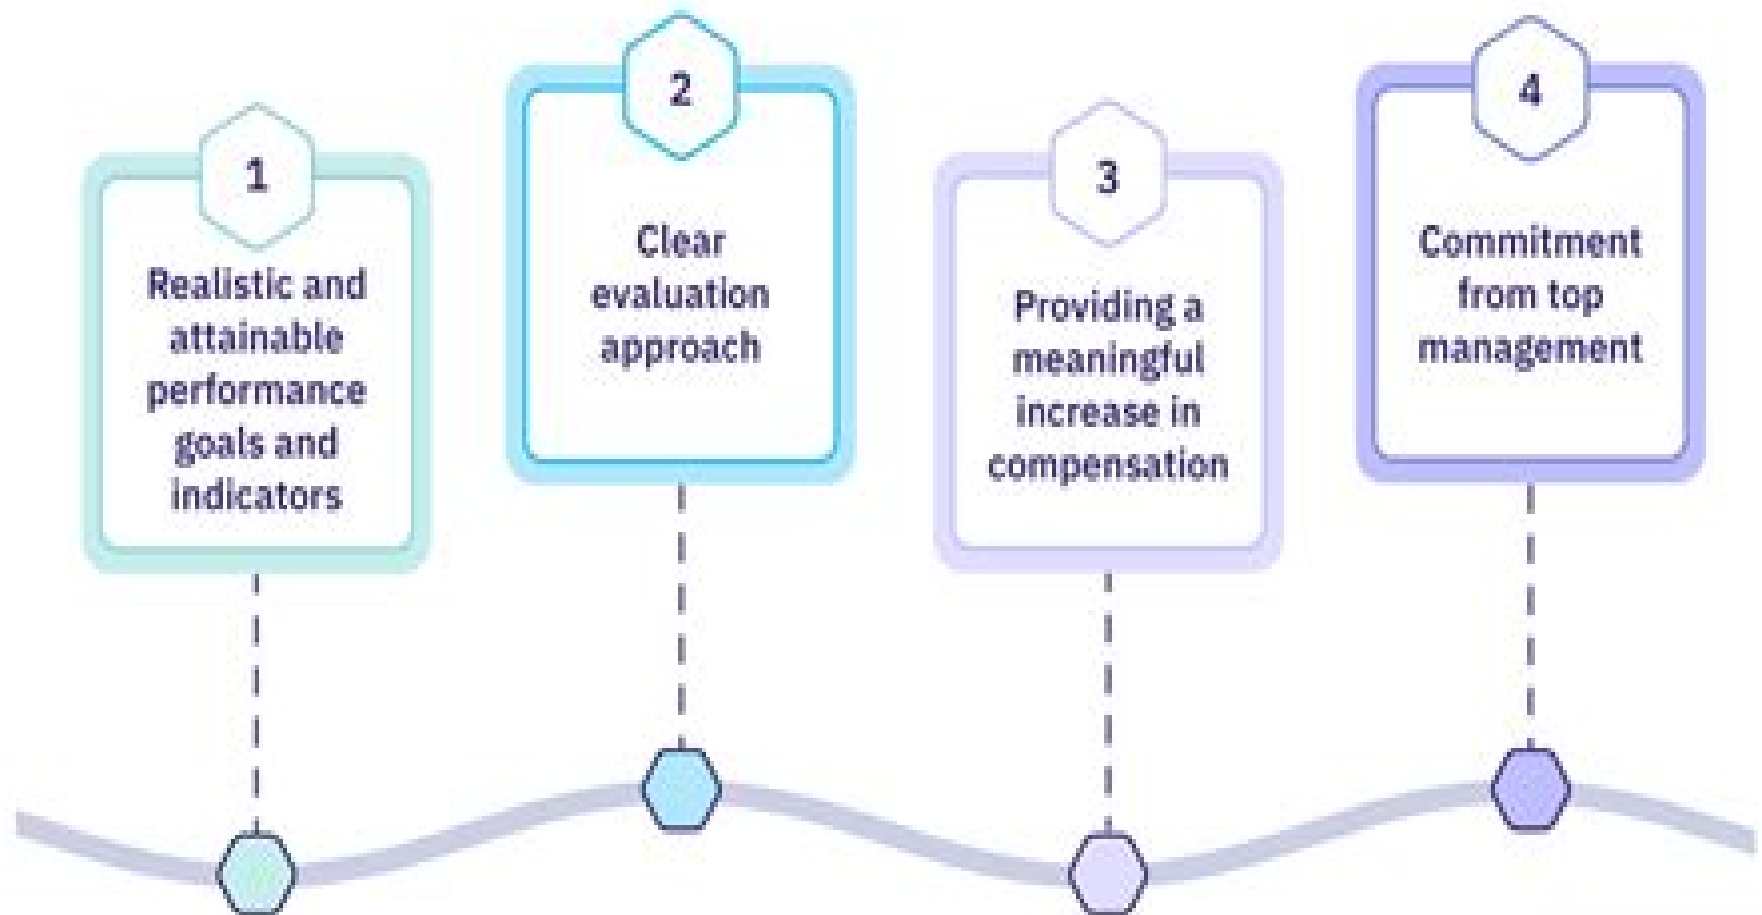 1
Realistic and
attainable
performance
goals and
indicators
2
Clear
evaluation
approach
3
Providing a
meaningful
increase in
compensation
4
Commitment
from top
management